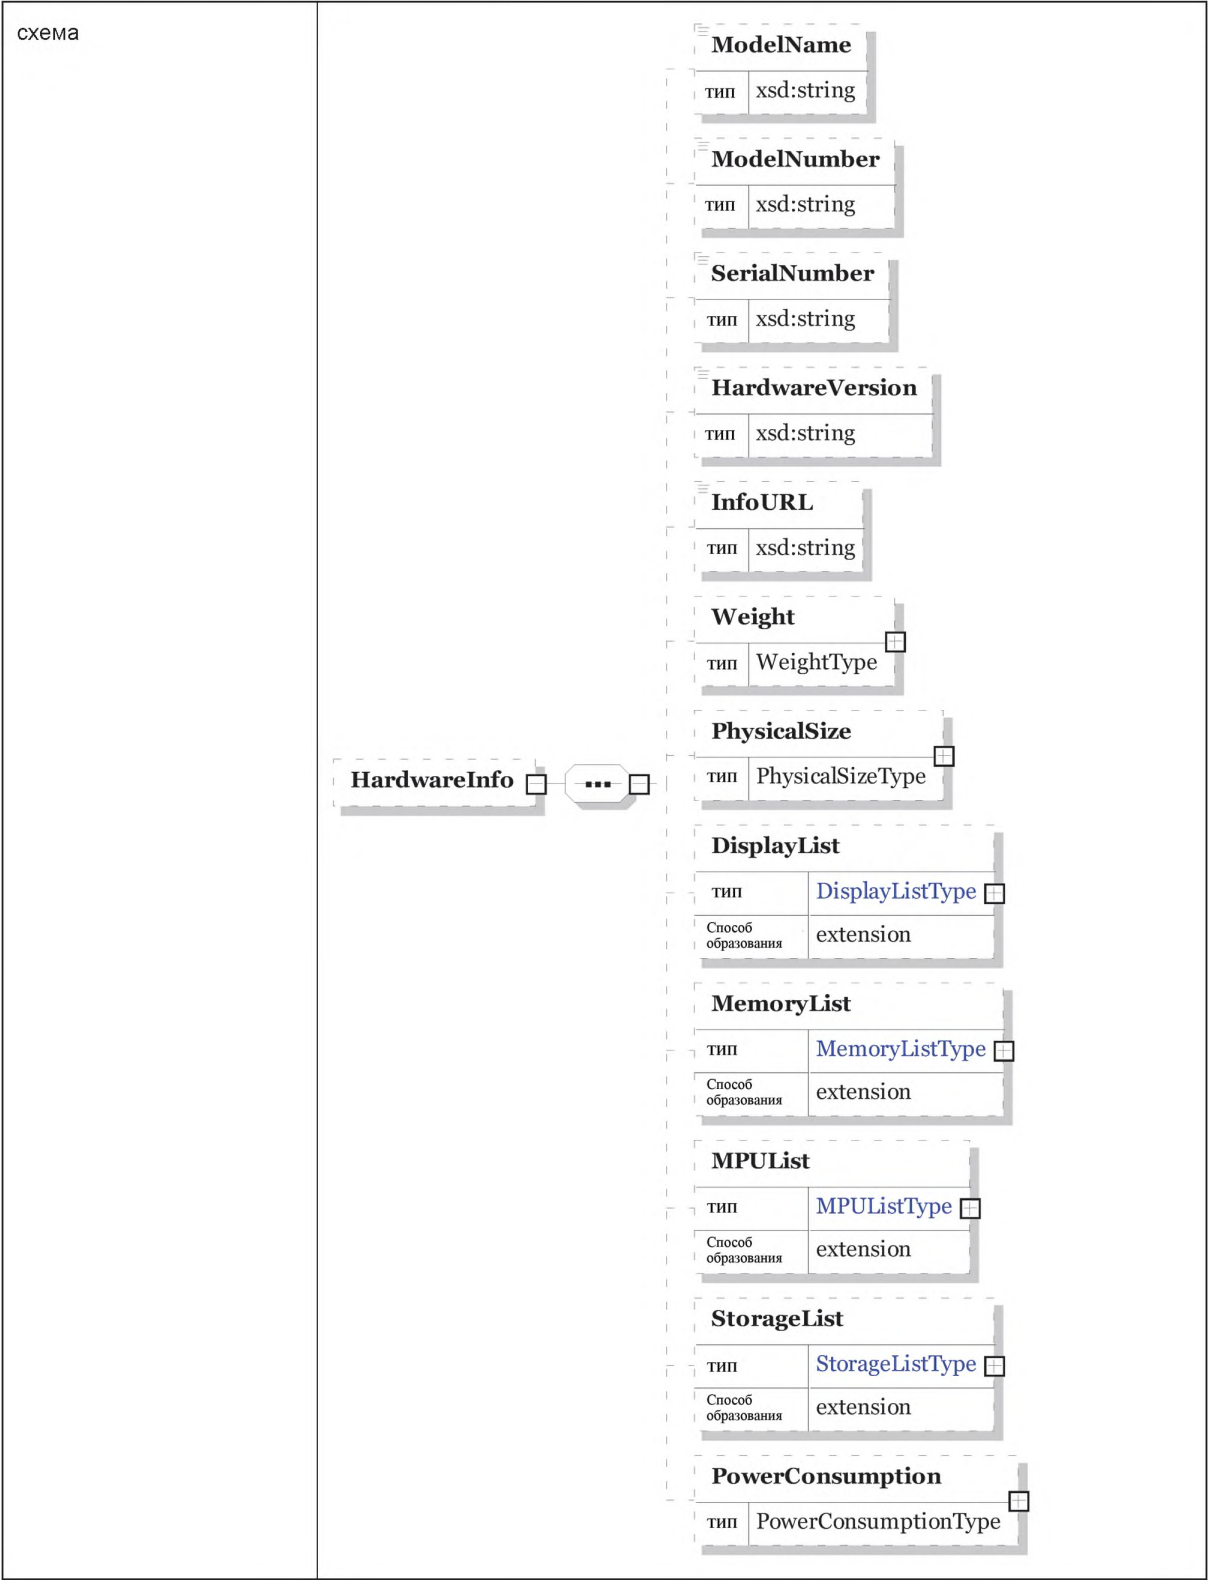 схема
ModelName
тип xsd:string
ModelNumber
тип xsd:string
SerialNumber
тип xsd:string
HardwareVersion
тип xsd:string
InfoURL
тип xsd:string
Weight
тип WeightType
PhysicalSize
тип PhysicalSizeType
HardwareInfo
DisplayList
тип DisplayListType
Способ
образования extension
MemoryList
тип MemoryListType
Способ
образования extension
MPUList
тип MPUListType
Способ
образования extension
StorageList
тип StorageListType
Способ
образования extension
PowerConsumption
тип PowerConsumptionType